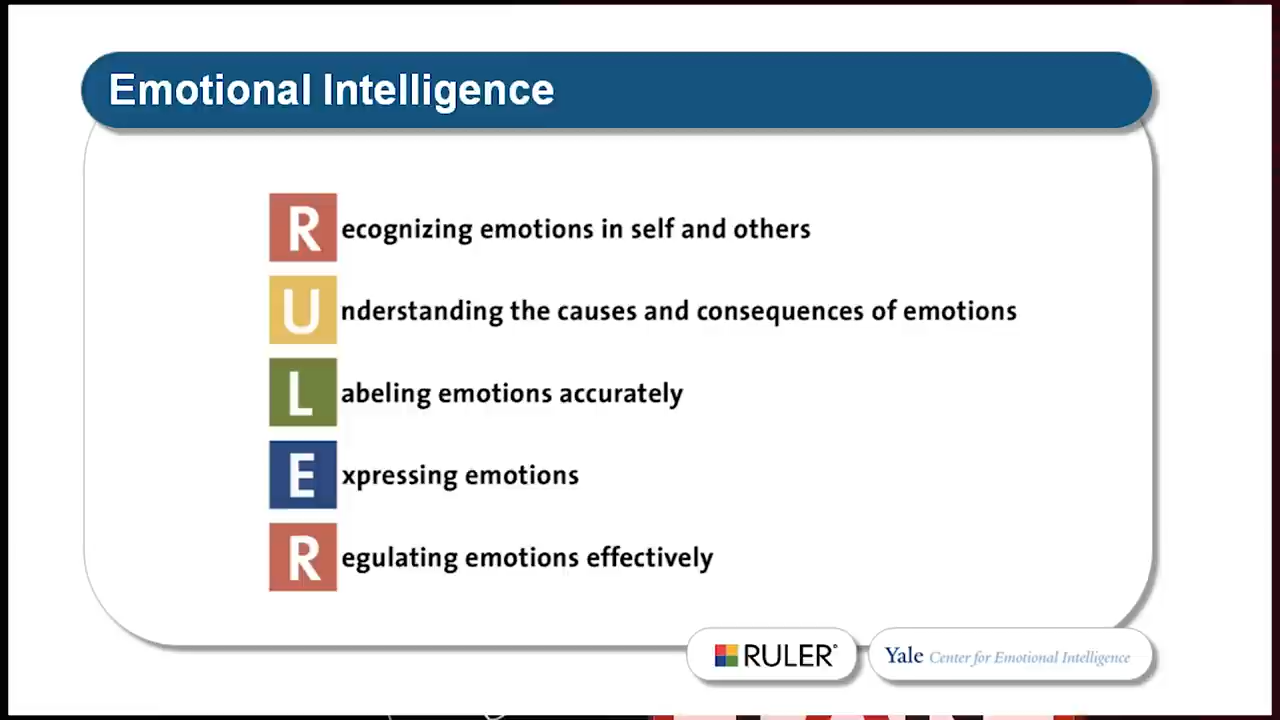 Emotional Intelligence
Recognizing emotions in self and others
Understanding the causes and consequences of emotions
Labeling emotions accurately
Expressing emotions
Regulating emotions effectively
RULER®
Yale Center for Emotional Intelligence